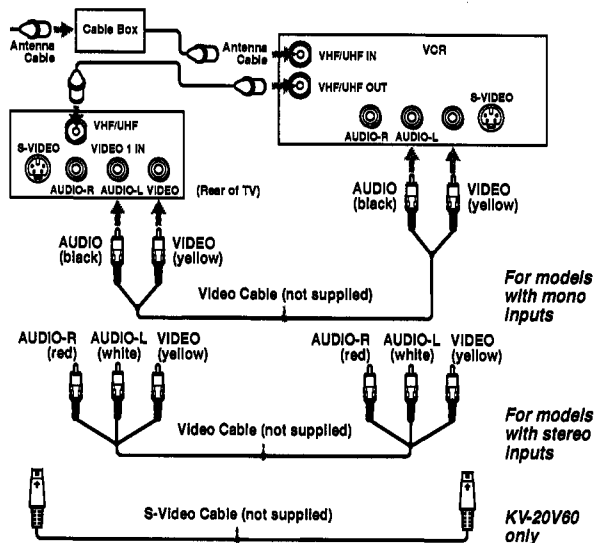 Cable Box
Antenna
Cable
Antenna
Cable
VHF/UHF IN
VCR
VHF/UHF OUT
S-VIDEO
AUDIO-R AUDIO-L
VHF/UHF
S-VIDEO
VIDEO 1 IN
AUDIO-R AUDIO-L VIDEO
(Rear of TV)
AUDIO
(black)
VIDEO
(yellow)
AUDIO
(black)
VIDEO
(yellow)
Video Cable (not supplied)
For models
with mono
inputs
AUDIO-R
(red)
AUDIO-L
(white)
VIDEO
(yellow)
AUDIO-R
(red)
AUDIO-L
(white)
VIDEO
(yellow)
Video Cable (not supplied)
For models
with stereo
inputs
S-Video Cable (not supplied)
KV-20V60
only